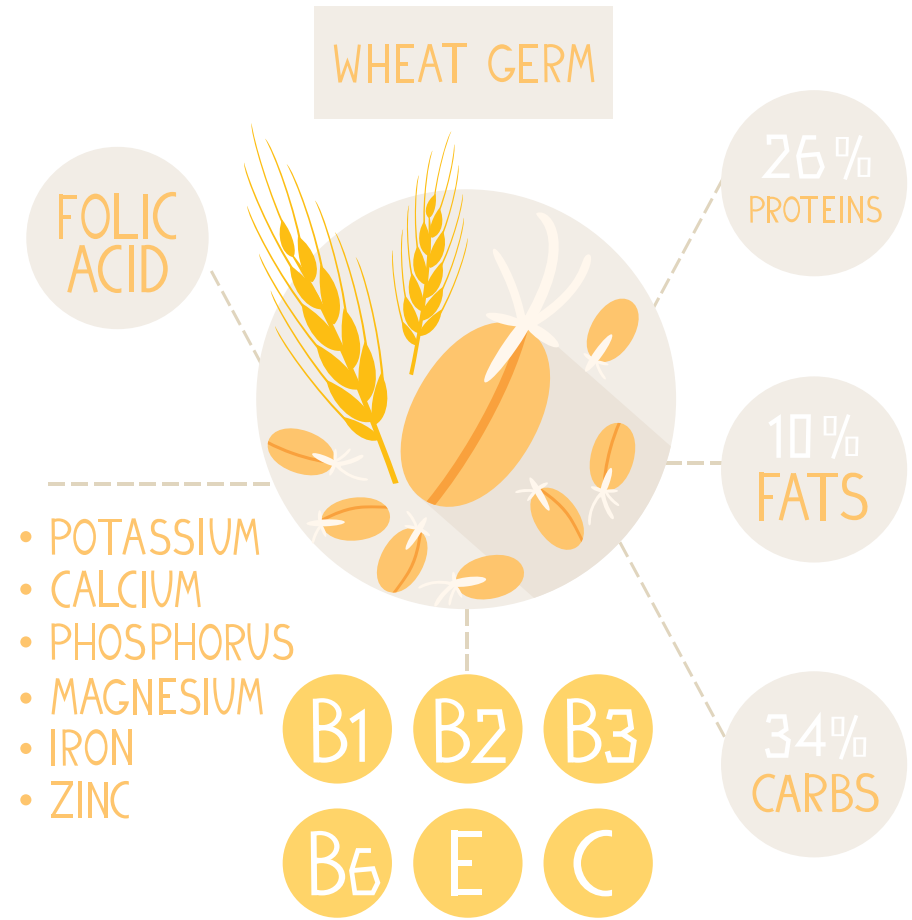 WHEAT GERM
FOLIC
ACID
26%
PROTEINS
10%
FATS
34%
CARBS
• POTASSIUM
• CALCIUM
• PHOSPHORUS
• MAGNESIUM
• IRON
• ZINC
B1 B2 B3
B6 E C